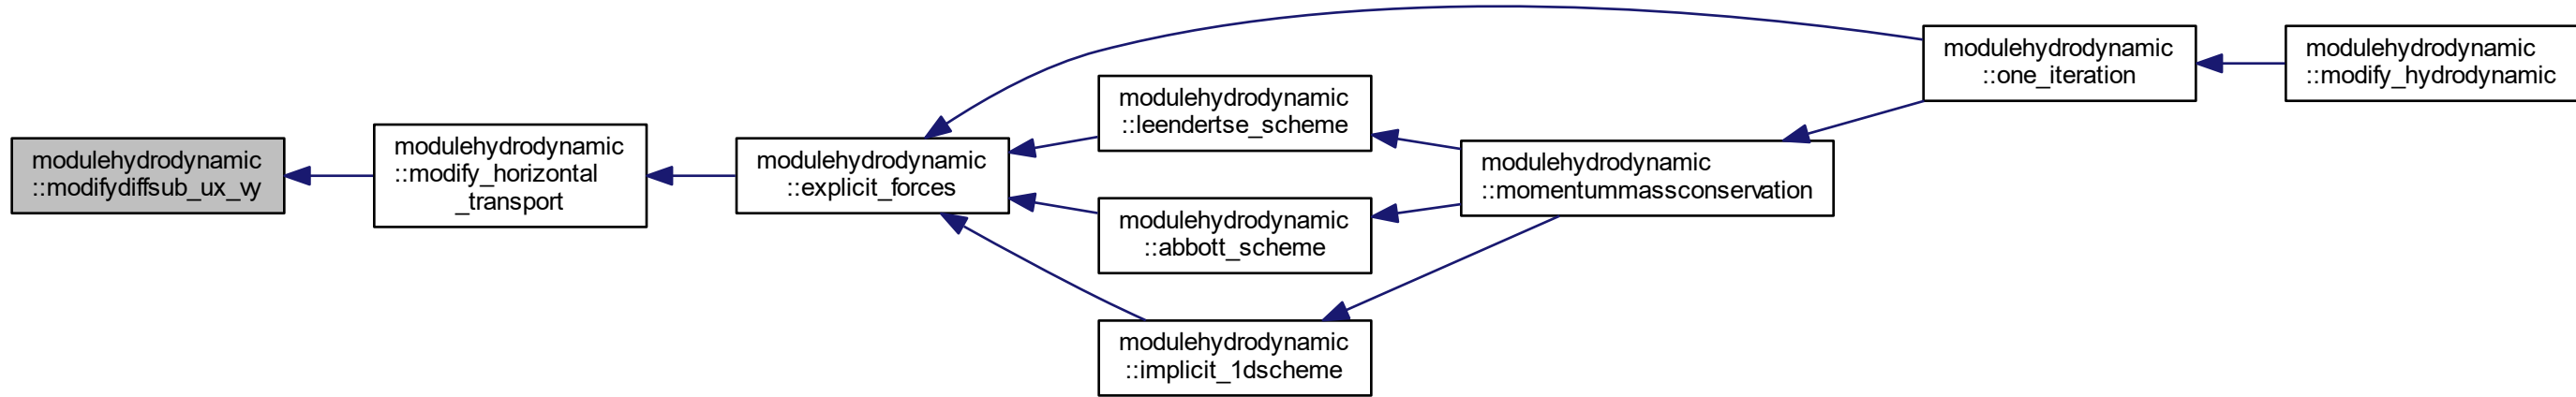 modulehydrodynamic
::modifydiffsub_ux_vy
modulehydrodynamic
::modify_horizontal
_transport
modulehydrodynamic
::explicit_forces
modulehydrodynamic
::leendertse_scheme
modulehydrodynamic
::abbott_scheme
modulehydrodynamic
::implicit_1dscheme
modulehydrodynamic
::momentummassconservation
modulehydrodynamic
::one_iteration
modulehydrodynamic
::modify_hydrodynamic